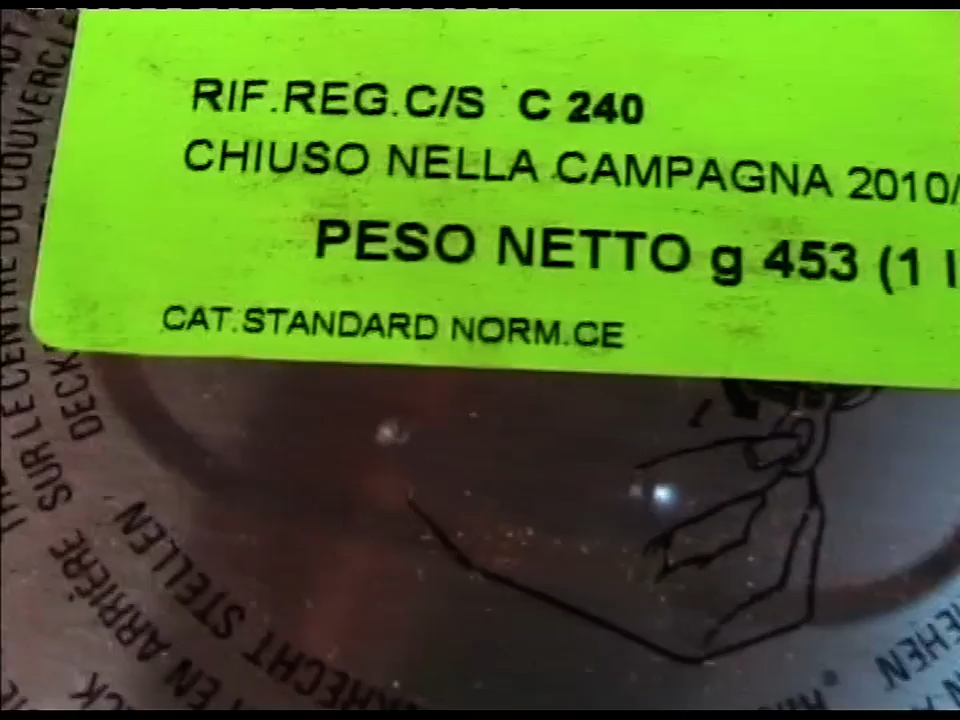 RIF.REG.C/S C 240
CHIUSO NELLA CAMPAGNA 2010/
PESO NETTO g 453 (1 l
CAT.STANDARD NORM.CE
SUR LE CENTRE DU COUVERCL
DECK
EN ARRIÈRE
STELLEN